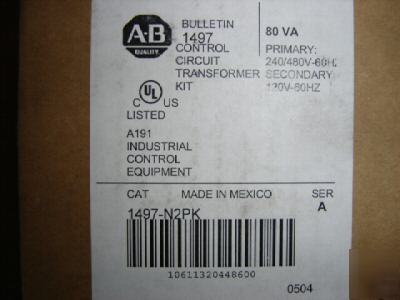 A-B
QUALITY
BULLETIN
1497
CONTROL
CIRCUIT
TRANSFORMER
KIT
80 VA
PRIMARY:
240/480V-60HZ
SECONDARY
120V-60HZ
UL
C US
LISTED
A191
INDUSTRIAL
CONTROL
EQUIPMENT
CAT MADE IN MEXICO SER
1497-N2PK A
10611320448600
0504